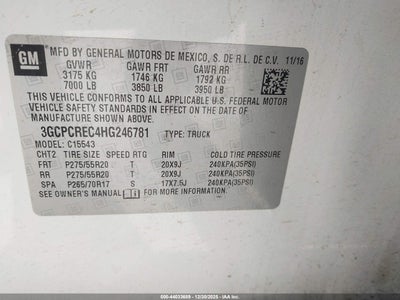 GM
MFD BY GENERAL MOTORS DE MEXICO, S. DE R.L. DE C.V. 11/16
GVWR GAWR FRT GAWR RR
3175 KG 1746 KG 1792 KG
7000 LB 3850 LB 3950 LB
THIS VEHICLE CONFORMS TO ALL APPLICABLE U.S. FEDERAL MOTOR
VEHICLE SAFETY STANDARDS IN EFFECT ON THE DATE OF
MANUFACTURE SHOWN ABOVE.
3GCPCREC4HG246781 TYPE: TRUCK
MODEL: C15543
CHT2 TIRE SIZE SPEED RTG RIM COLD TIRE PRESSURE
FRT P275/55R20 T 20X9J 240KPA(35PSI)
RR P275/55R20 T 20X9J 240KPA(35PSI)
SPA P265/70R17 S 17X7.5J 240KPA(35PSI)
SEE OWNER'S MANUAL FOR